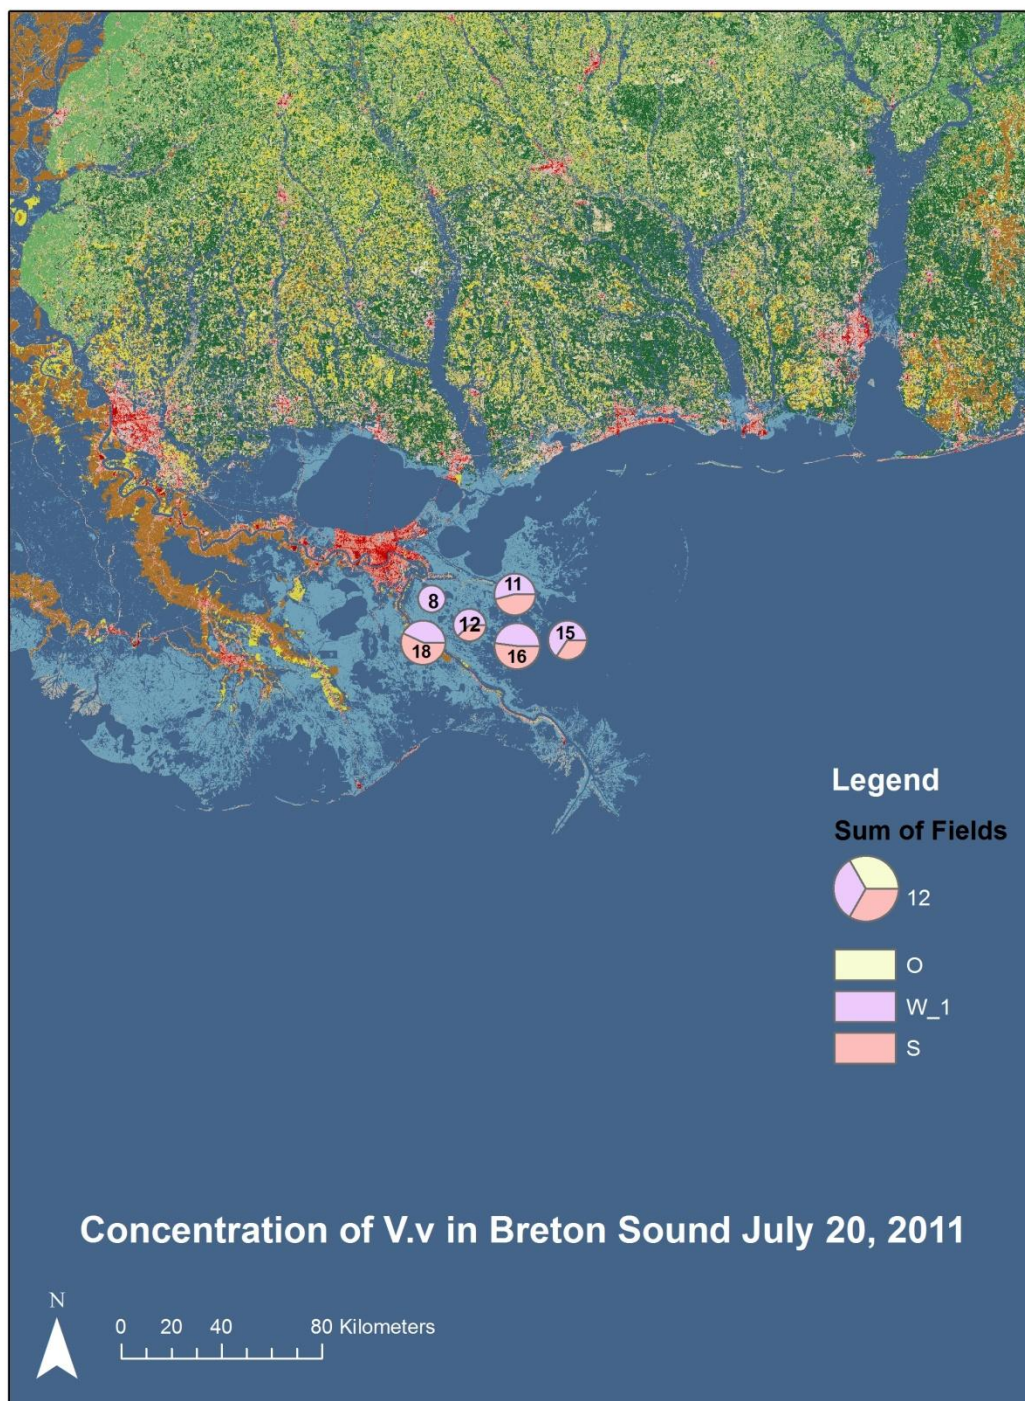 11
8
12
15
18
16
Legend
Sum of Fields
12
O
W_1
S
Concentration of V.v in Breton Sound July 20, 2011
N
0 20 40 80 Kilometers